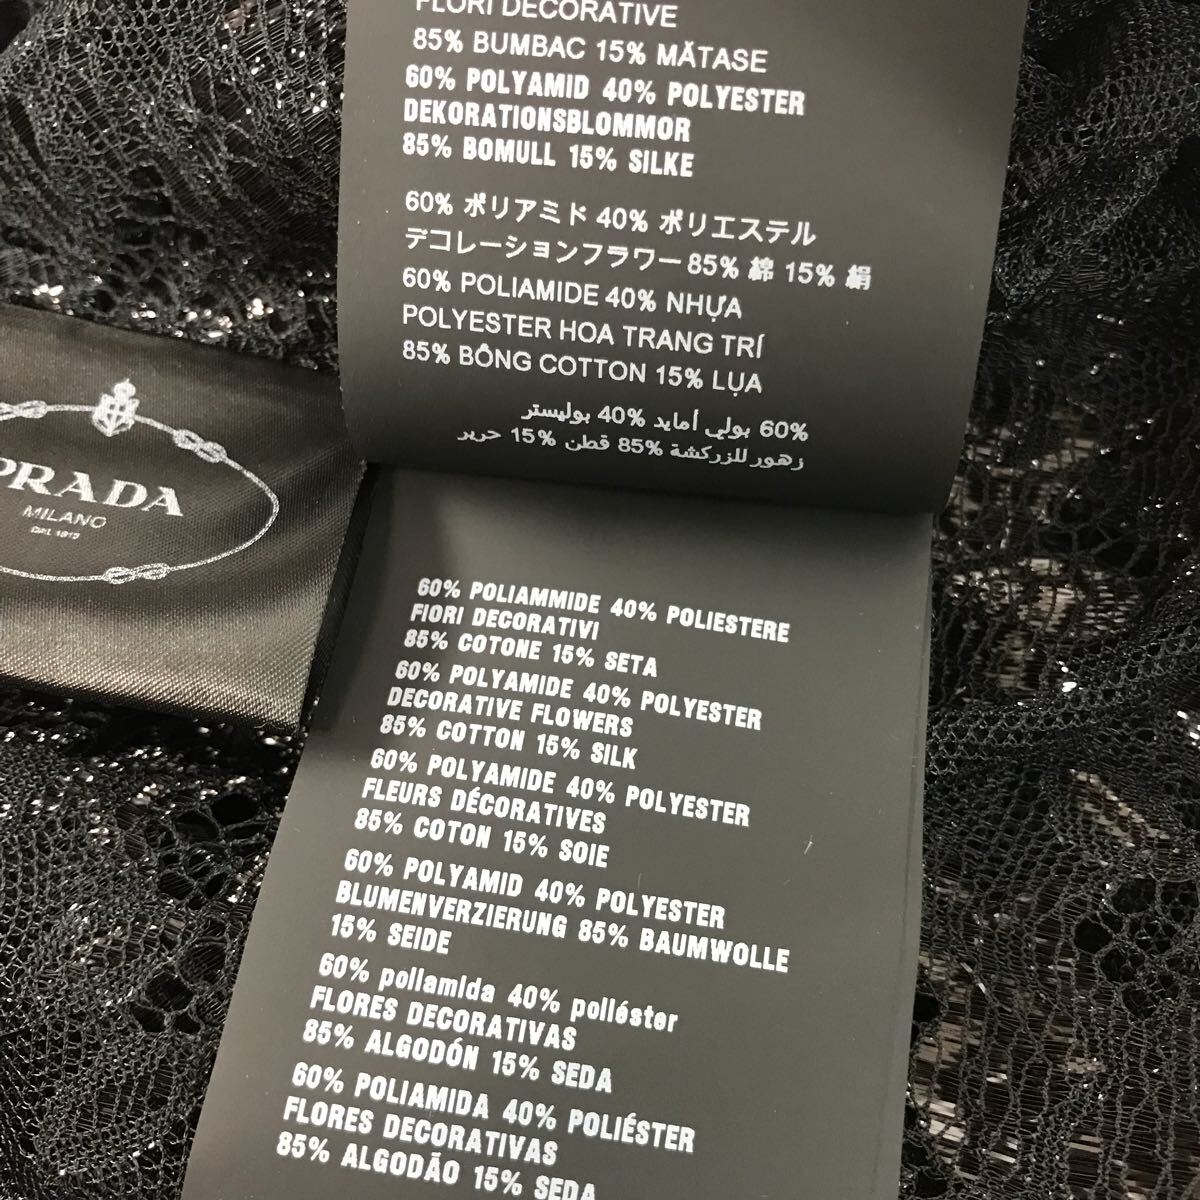 FLORI DECORATIVE
85% BUMBAC 15% MĂTASE
60% POLYAMID 40% POLYESTER
DEKORATIONSBLOMMOR
85% BOMULL 15% SILKE
60% ポリアミド 40% ポリエステル
デコレーションフラワー 85% 綿 15% 絹
60% POLIAMIDE 40% NHỰA
POLYESTER HOA TRANG TRÍ
85% BÔNG COTTON 15% LỤA
60% بولي أمايد 40% بوليستر
زهور للزركشة 85% قطن 15% حرير
PRADA
MILANO
DAL 1913
60% POLIAMMIDE 40% POLIESTERE
FIORI DECORATIVI
85% COTONE 15% SETA
60% POLYAMIDE 40% POLYESTER
DECORATIVE FLOWERS
85% COTTON 15% SILK
60% POLYAMIDE 40% POLYESTER
FLEURS DÉCORATIVES
85% COTON 15% SOIE
60% POLYAMID 40% POLYESTER
BLUMENVERZIERUNG 85% BAUMWOLLE
15% SEIDE
60% poliamida 40% poliéster
FLORES DECORATIVAS
85% ALGODÓN 15% SEDA
60% POLIAMIDA 40% POLIÉSTER
FLORES DECORATIVAS
85% ALGODÃO 15% SEDA